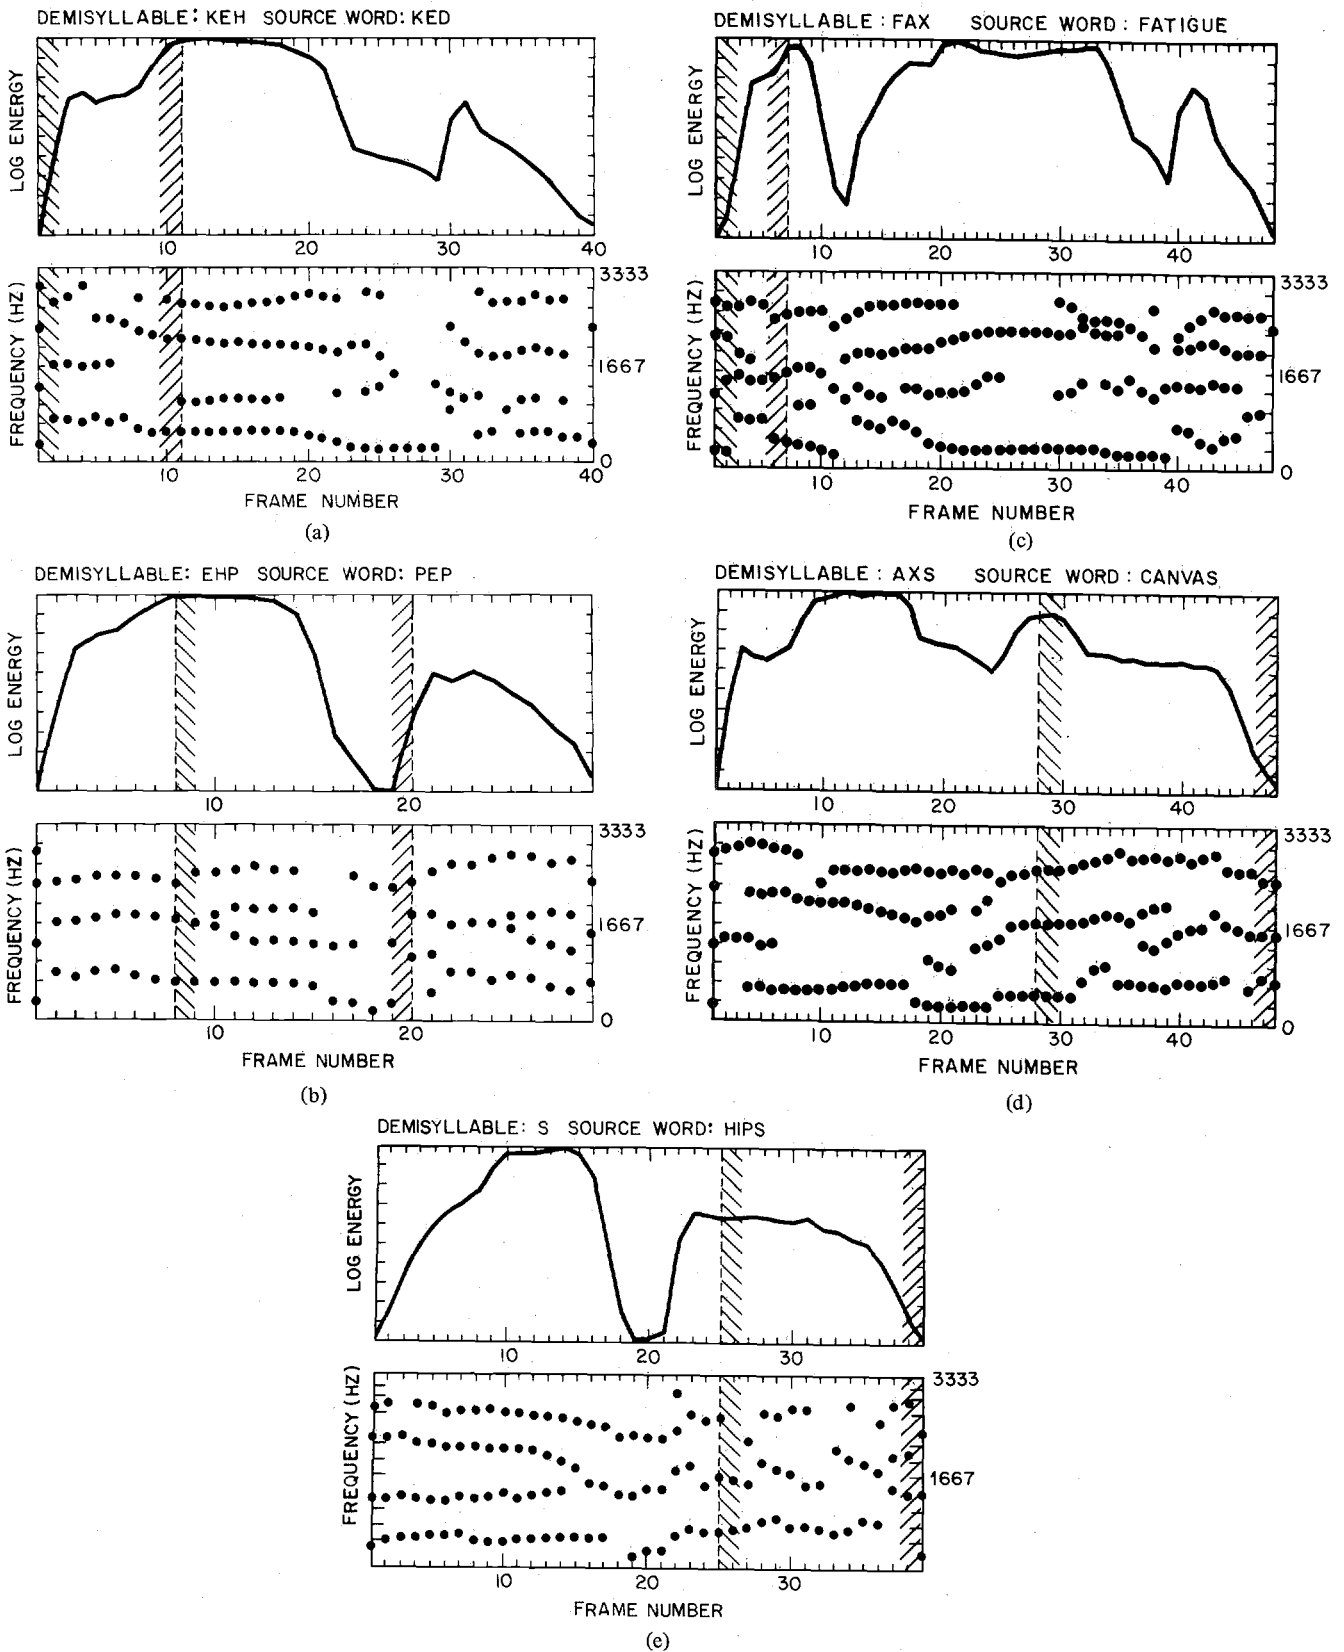 DEMISYLLABLE: KEH SOURCE WORD: KED
LOG ENERGY
10 20 30 40
FREQUENCY (HZ)
3333
1667
0
10 20 30 40
FRAME NUMBER
(a)
DEMISYLLABLE : FAX SOURCE WORD : FATIGUE
LOG ENERGY
10 20 30 40
FREQUENCY (HZ)
3333
1667
0
10 20 30 40
FRAME NUMBER
(c)
DEMISYLLABLE: EHP SOURCE WORD: PEP
LOG ENERGY
10 20
FREQUENCY (HZ)
3333
1667
0
10 20
FRAME NUMBER
(b)
DEMISYLLABLE : AXS SOURCE WORD : CANVAS
LOG ENERGY
10 20 30 40
FREQUENCY (HZ)
3333
1667
0
10 20 30 40
FRAME NUMBER
(d)
DEMISYLLABLE: S SOURCE WORD: HIPS
LOG ENERGY
10 20 30
FREQUENCY (HZ)
3333
1667
10 20 30
FRAME NUMBER
(e)